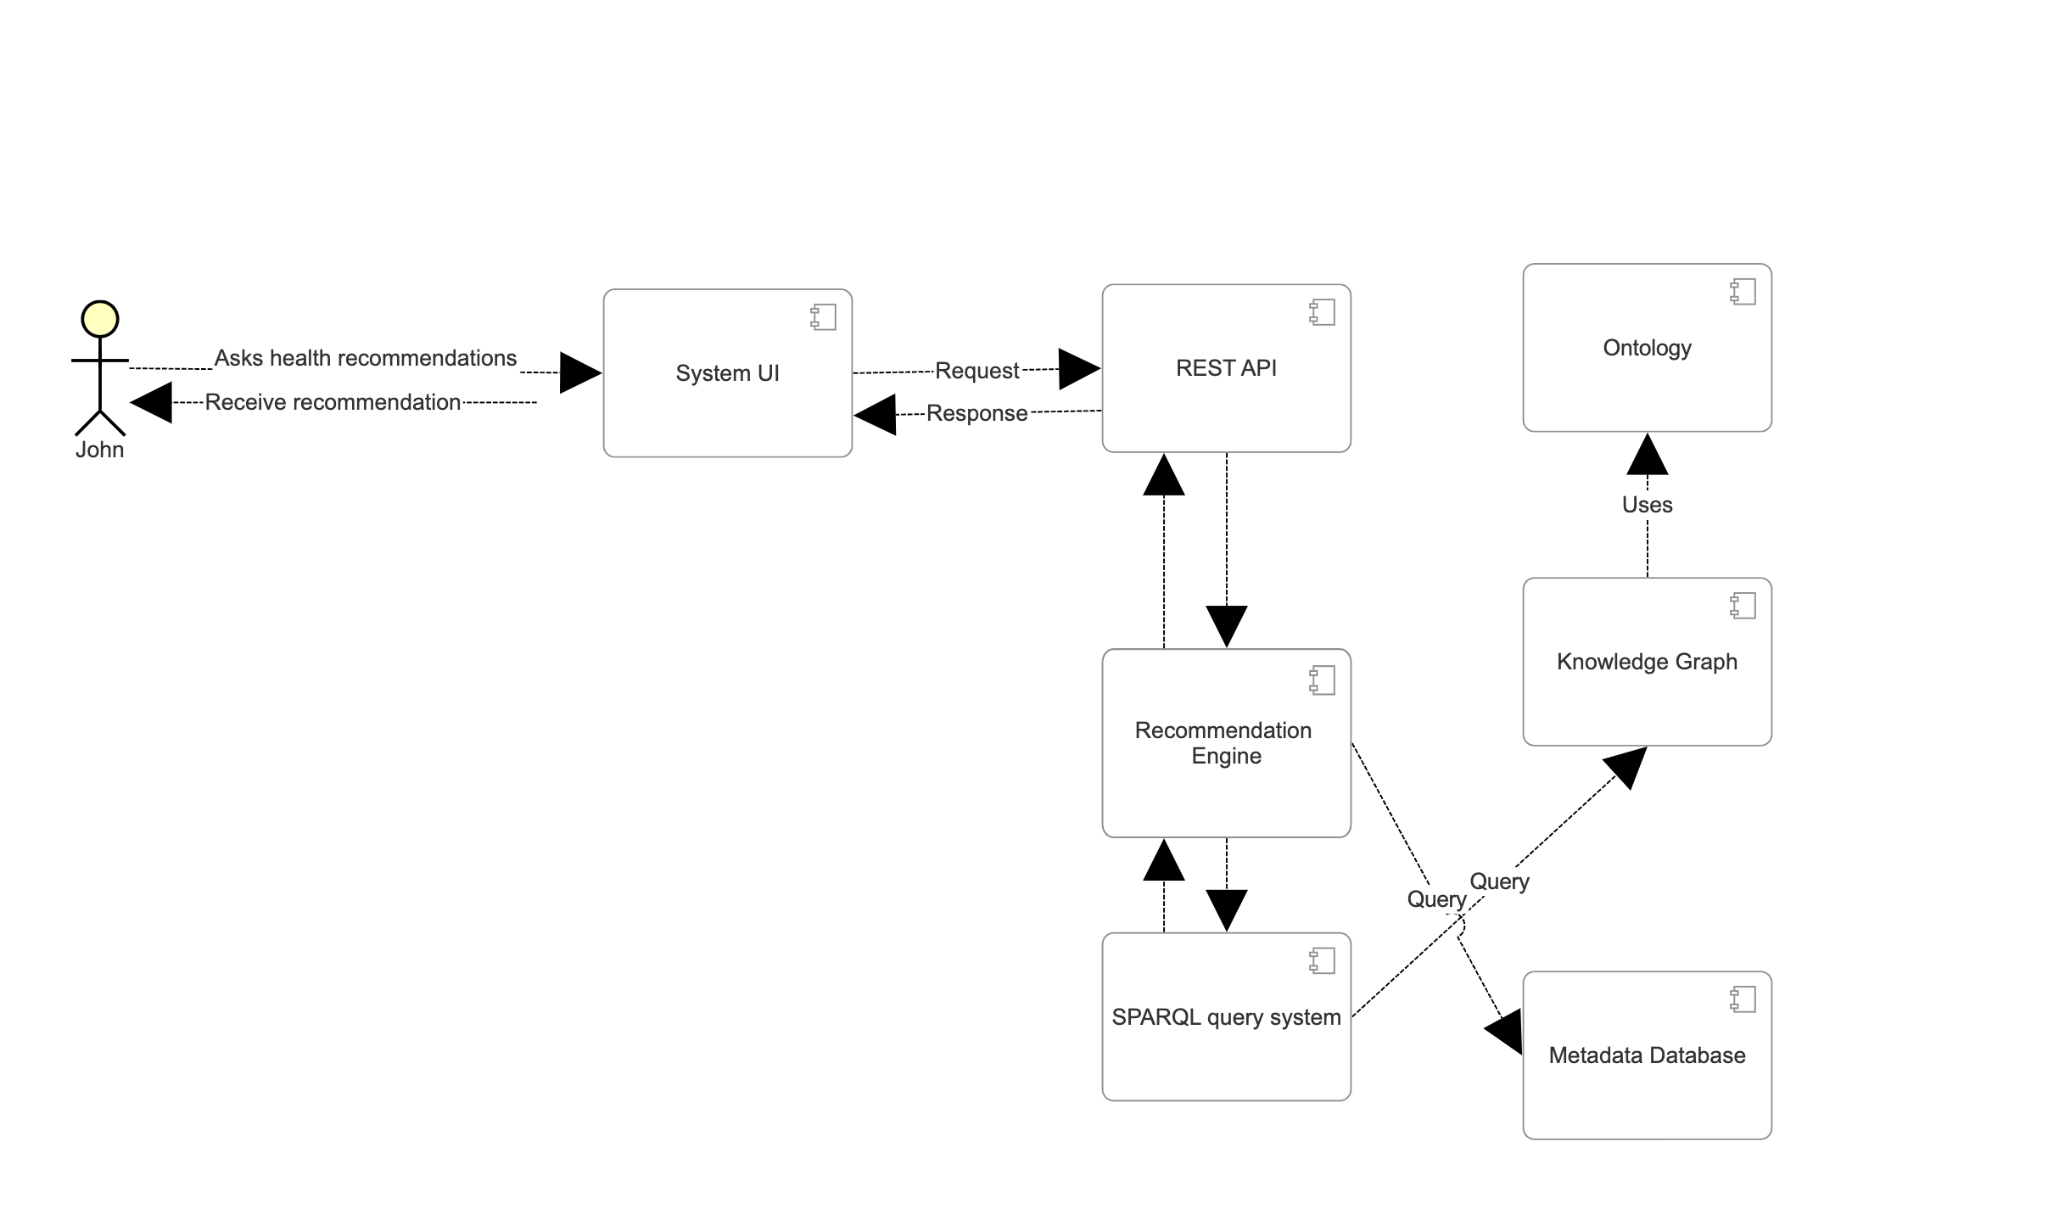 Asks health recommendations
Receive recommendation
John
System UI
Request
Response
REST API
Ontology
Uses
Knowledge Graph
Recommendation
Engine
Query
Query
SPARQL query system
Metadata Database